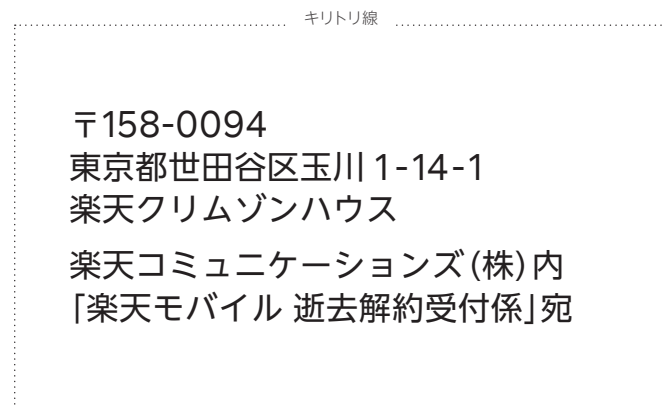 キリトリ線
〒158-0094
東京都世田谷区玉川 1-14-1
楽天クリムゾンハウス
楽天コミュニケーションズ(株)内
「楽天モバイル 逝去解約受付係」宛